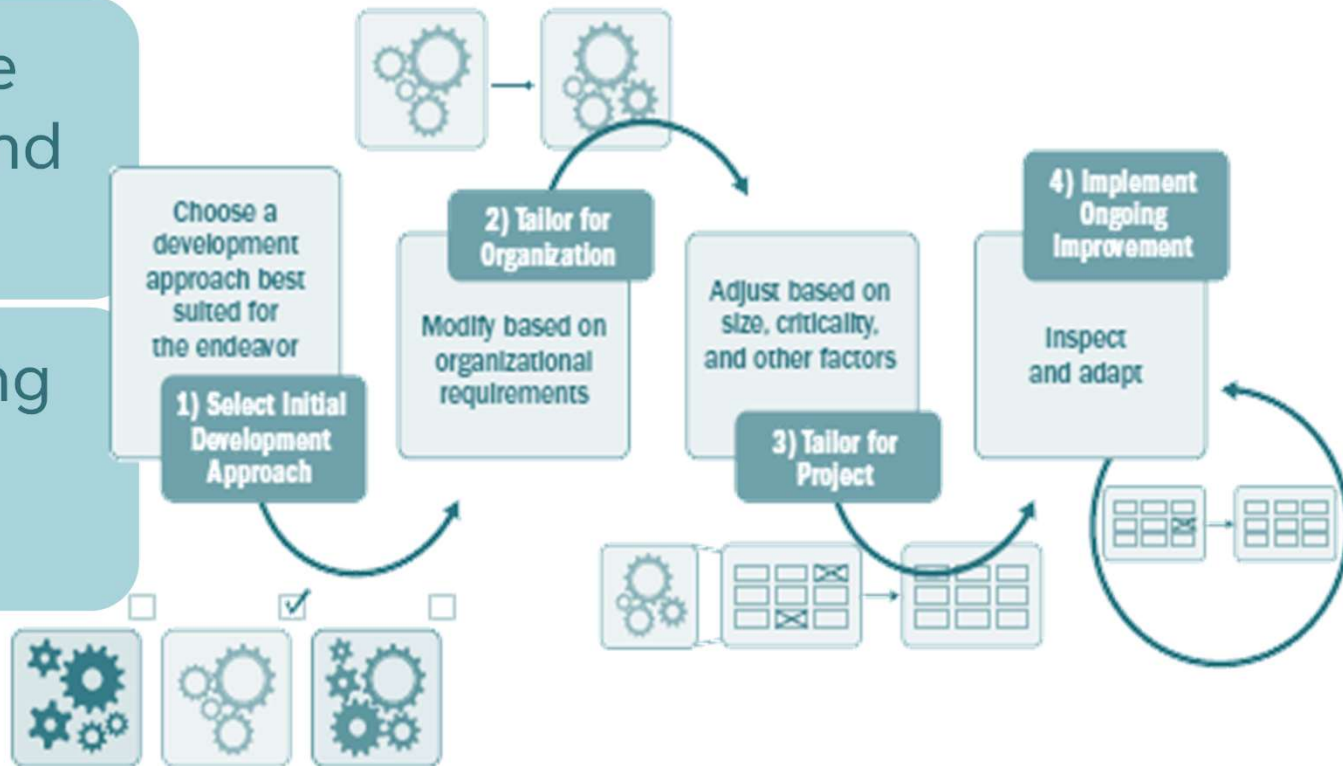 e
nd
ng
Choose a
development
approach best
suited for
the endeavor
1) Select Initial
Development
Approach
2) Tailor for
Organization
Modify based on
organizational
requirements
Adjust based on
size, criticality,
and other factors
3) Tailor for
Project
4) Implement
Ongoing
Improvement
Inspect
and adapt